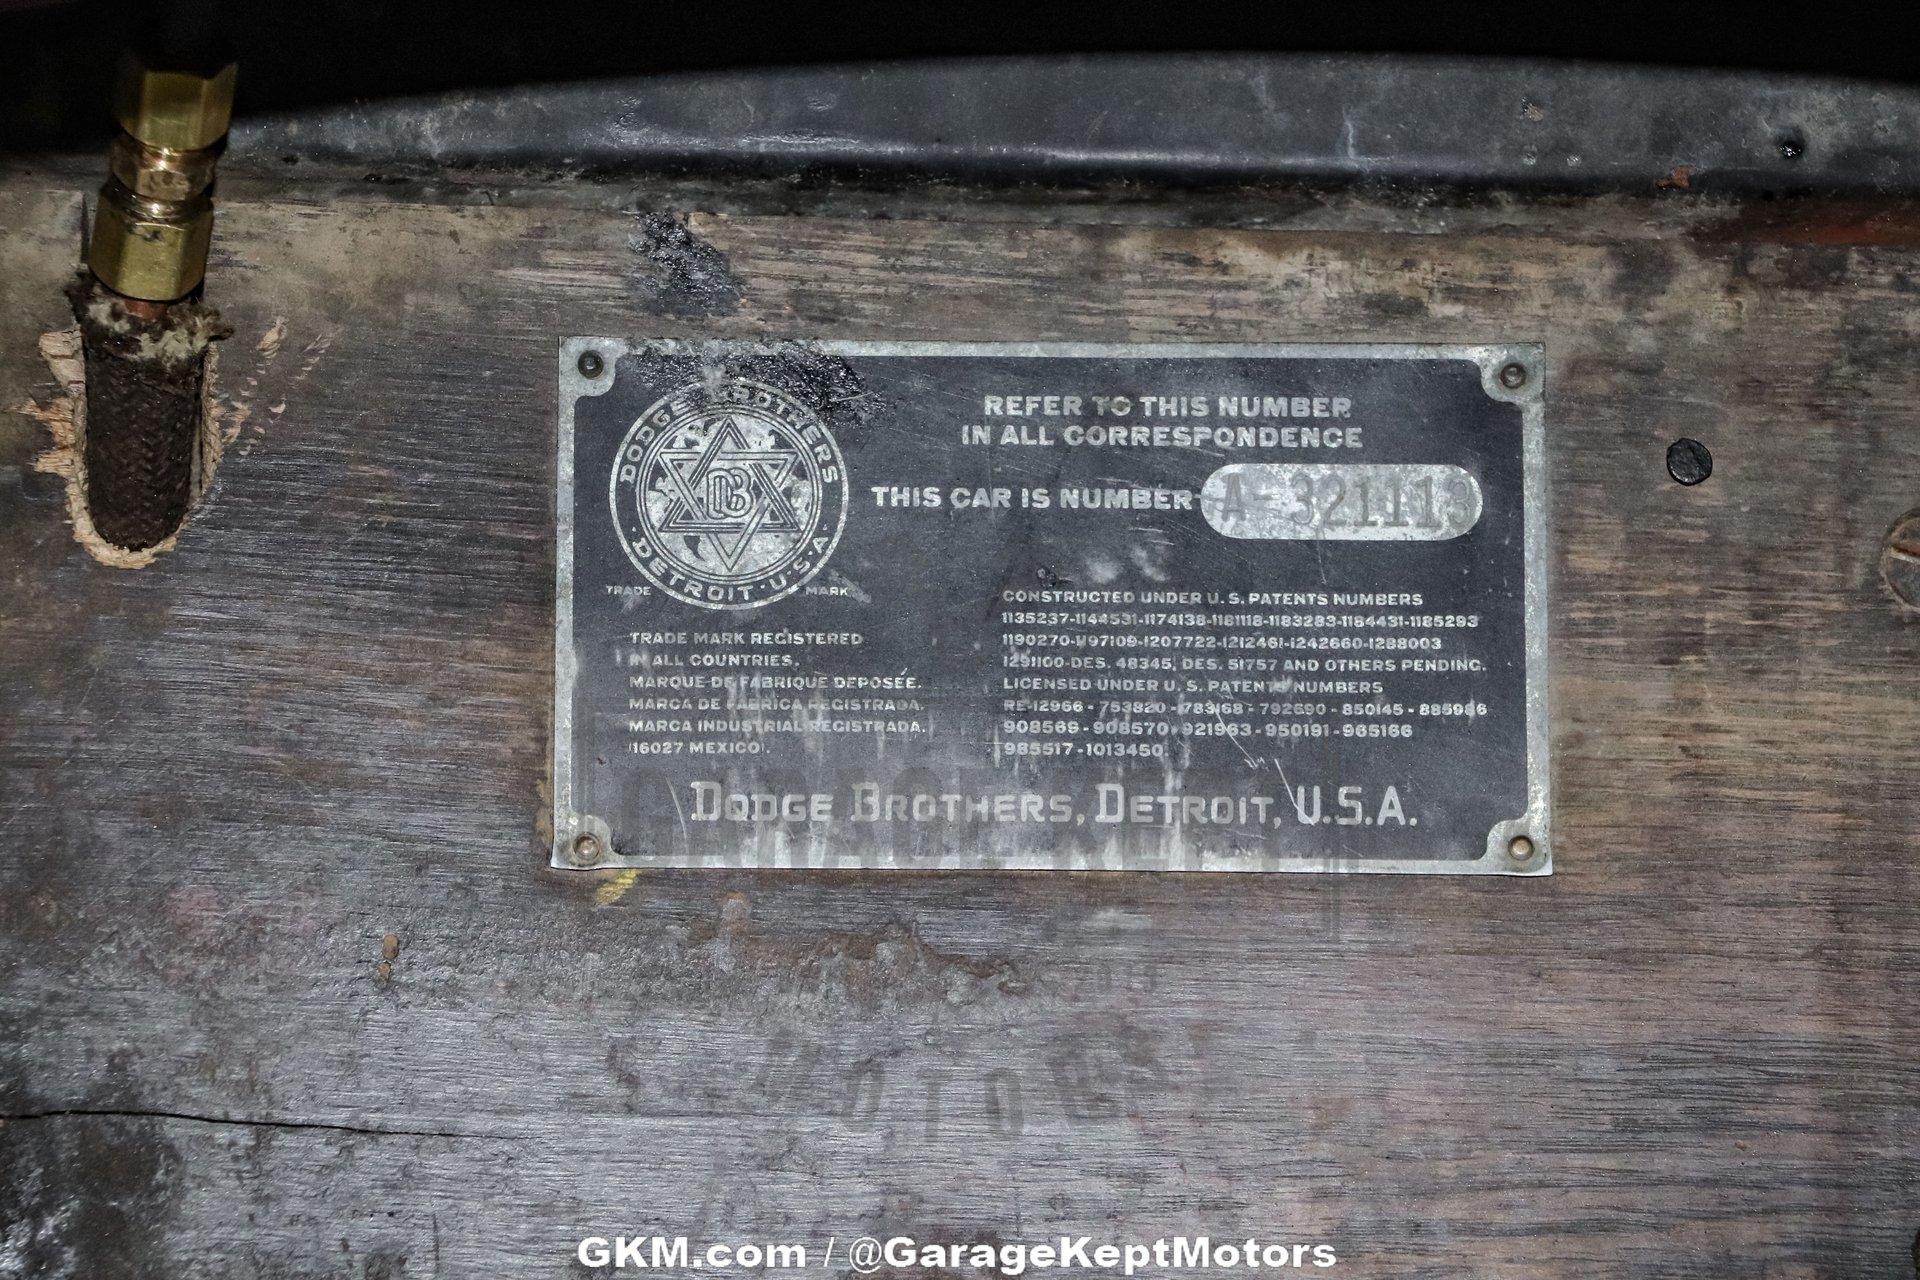 DODGE BROTHERS
DETROIT · U·S·A·
DB
TRADE MARK
REFER TO THIS NUMBER
IN ALL CORRESPONDENCE
THIS CAR IS NUMBER A-321113
TRADE MARK REGISTERED
IN ALL COUNTRIES.
MARQUE DE FABRIQUE DEPOSÉE.
MARCA DE FABRICA REGISTRADA.
MARCA INDUSTRIAL REGISTRADA.
(16027 MEXICO).
CONSTRUCTED UNDER U. S. PATENTS NUMBERS
1135237-1144531-1174138-1181118-1183283-1184431-1185293
1190270-1197109-1207722-1212461-1242660-1288003
1291100-DES. 48345, DES. 51757 AND OTHERS PENDING.
LICENSED UNDER U. S. PATENTS NUMBERS
RE-12966 - 753820 - 783168 - 792690 - 850145 - 885986
908569 - 908570 - 921963 - 950191 - 965166
985517 - 1013450
DODGE BROTHERS, DETROIT, U.S.A.
GARAGE KEPT
MOTORS
GKM.com / @GarageKeptMotors